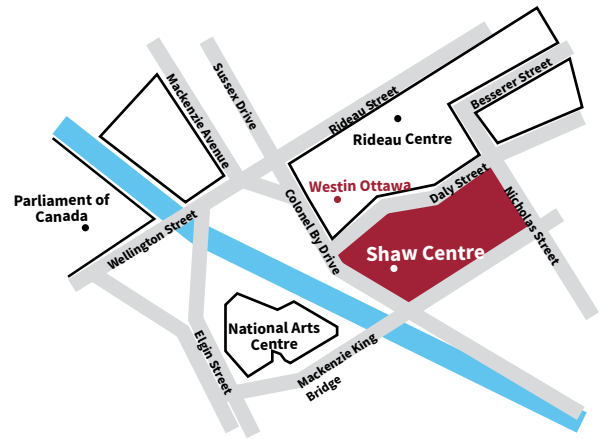 Mackenzie Avenue
Sussex Drive
Rideau Street
Besserer Street
Rideau Centre
Parliament of
Canada
Westin Ottawa
Daly Street
Nicholas Street
Wellington Street
Colonel By Drive
Shaw Centre
National Arts
Centre
Elgin Street
Mackenzie King
Bridge